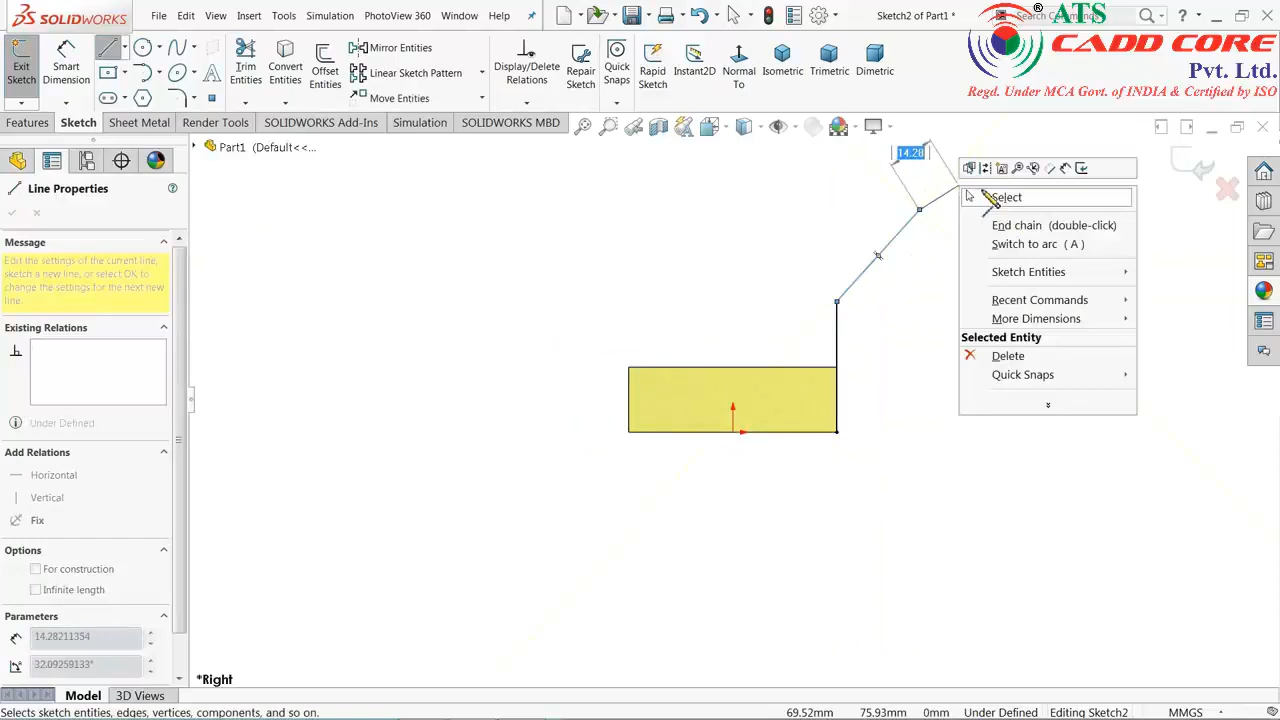 SOLIDWORKS
File Edit View Insert Tools Simulation PhotoView 360 Window Help
Sketch2 of Part1 *
Search Commands
?
®
ATS
CADD CORE
Pvt. Ltd.
Regd. Under MCA Govt. of INDIA & Certified by ISO
Exit Sketch
Smart Dimension
Trim Entities
Convert Entities
Offset Entities
Mirror Entities
Linear Sketch Pattern
Move Entities
Display/Delete Relations
Repair Sketch
Quick Snaps
Rapid Sketch
Instant2D
Normal To
Isometric
Trimetric
Dimetric
Features Sketch Sheet Metal Render Tools SOLIDWORKS Add-Ins Simulation SOLIDWORKS MBD
Part1 (Default<<...
Line Properties
Message
Edit the settings of the current line,
sketch a new line, or select OK to
change the settings for the next new
line.
Existing Relations
Under Defined
Add Relations
Horizontal
Vertical
Fix
Options
For construction
Infinite length
Parameters
14.28211354
32.09259133°
14.28
Select
End chain (double-click)
Switch to arc ( A )
Sketch Entities
Recent Commands
More Dimensions
Selected Entity
Delete
Quick Snaps
*Right
Model 3D Views
Selects sketch entities, edges, vertices, components, and so on.
69.52mm 75.93mm 0mm Under Defined Editing Sketch2 MMGS